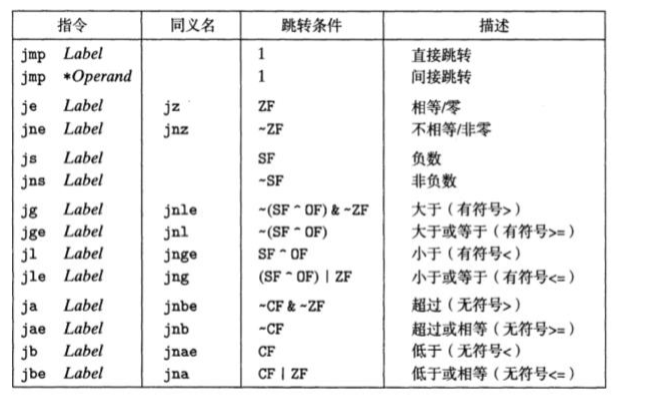 指令 同义名 跳转条件 描述
jmp Label 1 直接跳转
jmp *Operand 1 间接跳转
je Label jz ZF 相等/零
jne Label jnz ~ZF 不相等/非零
js Label SF 负数
jns Label ~SF 非负数
jg Label jnle ~(SF ^ OF) & ~ZF 大于（有符号>）
jge Label jnl ~(SF ^ OF) 大于或等于（有符号>=）
jl Label jnge SF ^ OF 小于（有符号<）
jle Label jng (SF ^ OF) | ZF 小于或等于（有符号<=）
ja Label jnbe ~CF & ~ZF 超过（无符号>）
jae Label jnb ~CF 超过或相等（无符号>=）
jb Label jnae CF 低于（无符号<）
jbe Label jna CF | ZF 低于或相等（无符号<=）